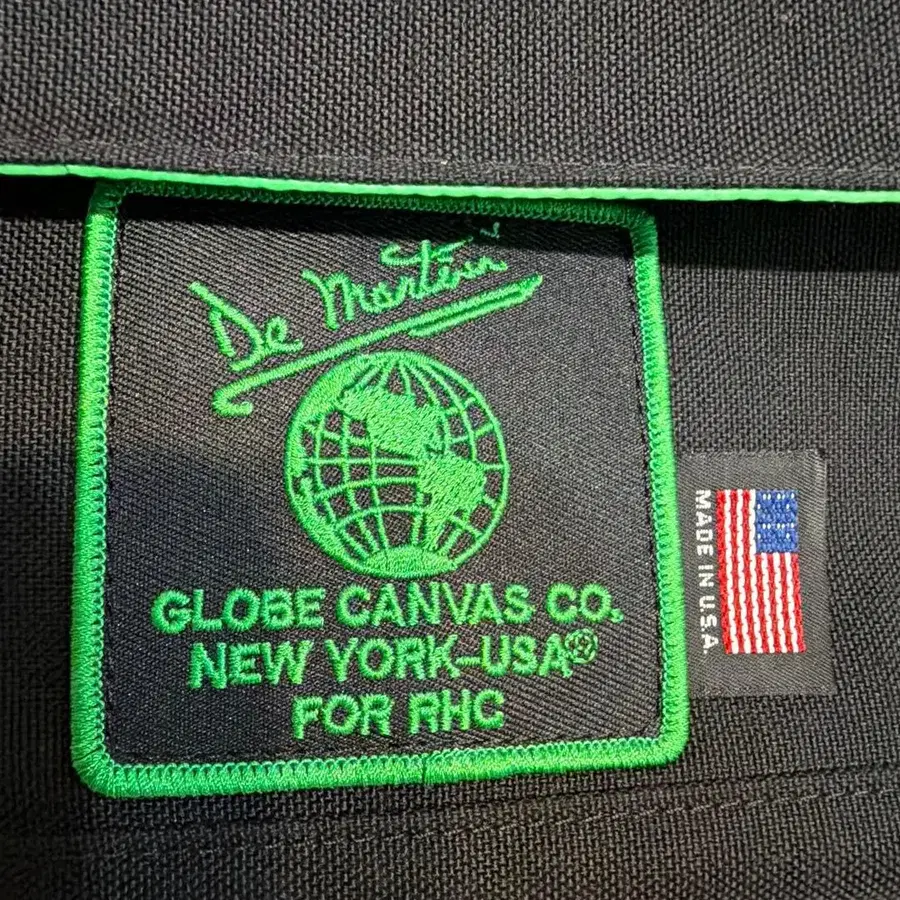 De Martini
GLOBE CANVAS CO.
NEW YORK-USA®
FOR RHC
MADE IN U.S.A.